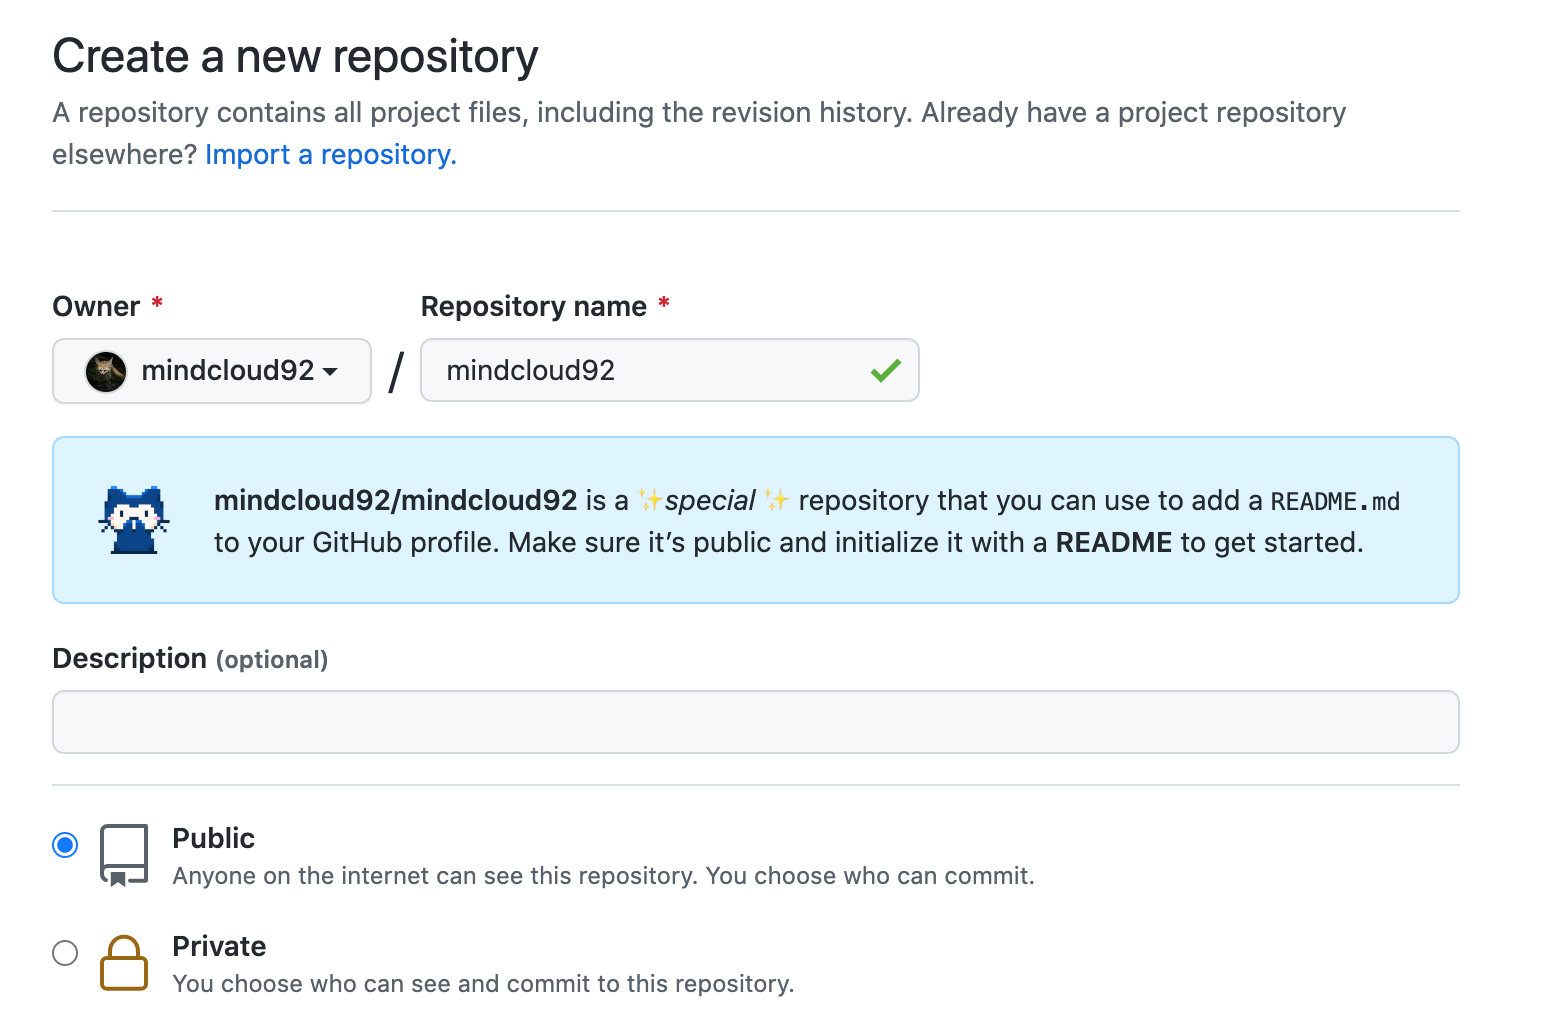 Create a new repository
A repository contains all project files, including the revision history. Already have a project repository
elsewhere? Import a repository.
Owner *
Repository name *
mindcloud92 / mindcloud92
mindcloud92/mindcloud92 is a ✨special ✨ repository that you can use to add a README.md
to your GitHub profile. Make sure it’s public and initialize it with a README to get started.
Description (optional)
Public
Anyone on the internet can see this repository. You choose who can commit.
Private
You choose who can see and commit to this repository.